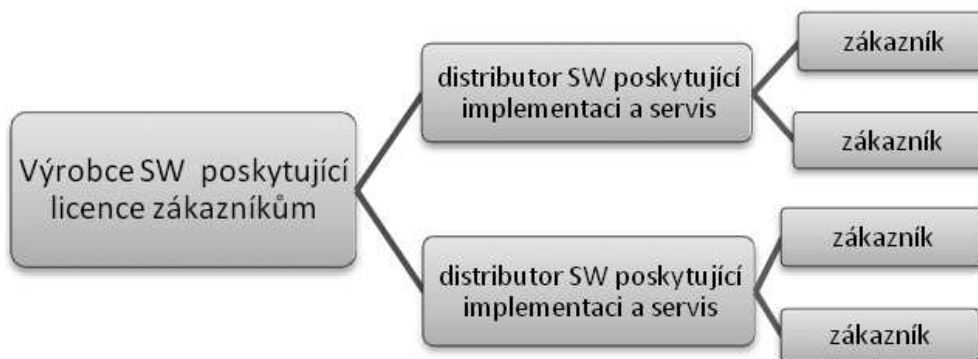 Výrobce SW poskytující
licence zákazníkům
distributor SW poskytující
implementaci a servis
zákazník
zákazník
distributor SW poskytující
implementaci a servis
zákazník
zákazník